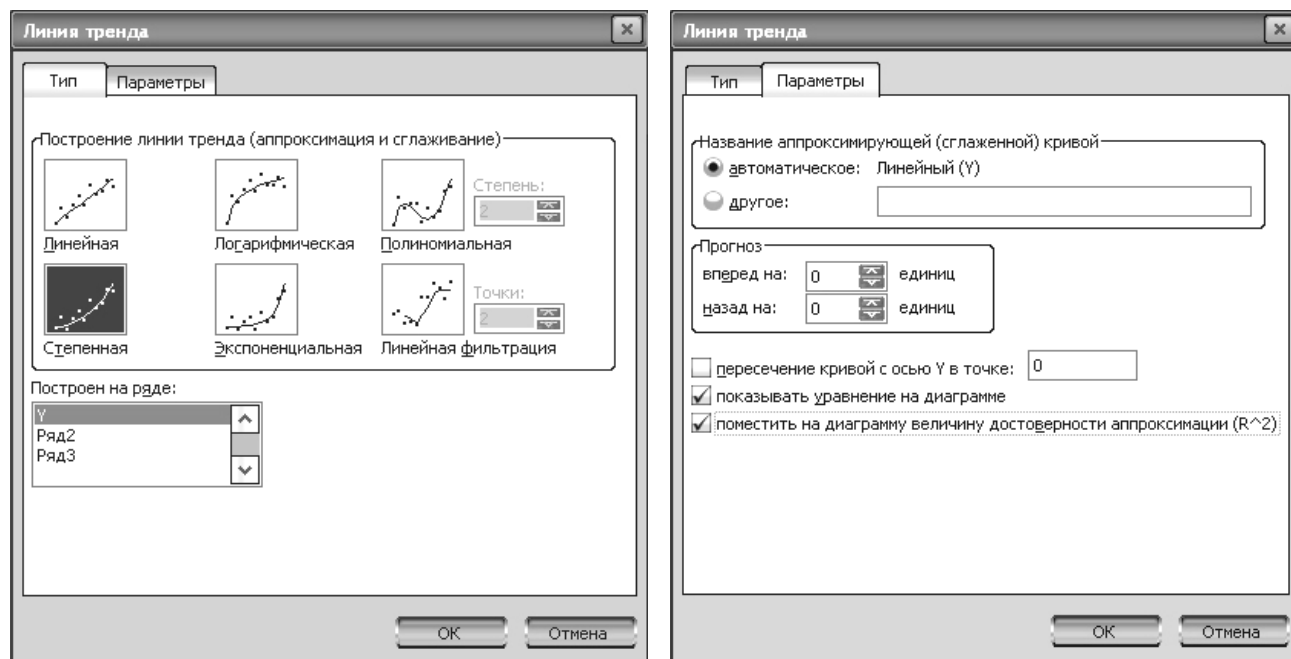 Линия тренда
Тип
Параметры
Построение линии тренда (аппроксимация и сглаживание)
Степень:
2
Линейная
Логарифмическая
Полиномиальная
Точки:
2
Степенная
Экспоненциальная
Линейная фильтрация
Построен на ряде:
Y
Ряд2
Ряд3
ОК
Отмена
Линия тренда
Тип
Параметры
Название аппроксимирующей (сглаженной) кривой
автоматическое: Линейный (Y)
другое:
Прогноз
вперед на: 0 единиц
назад на: 0 единиц
пересечение кривой с осью Y в точке: 0
показывать уравнение на диаграмме
поместить на диаграмму величину достоверности аппроксимации (R^2)
ОК
Отмена